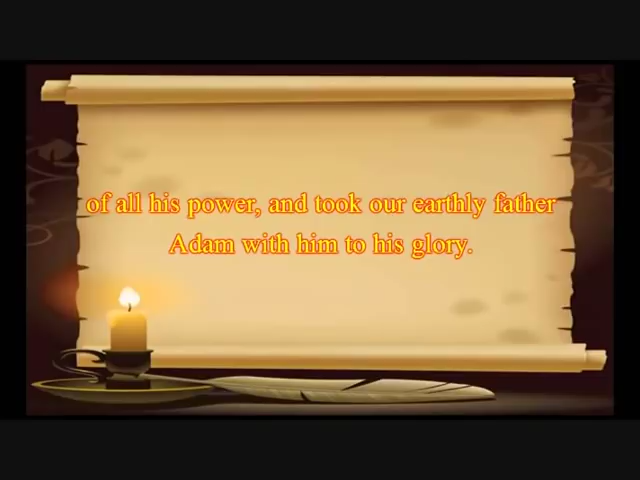 of all his power, and took our earthly father
Adam with him to his glory.